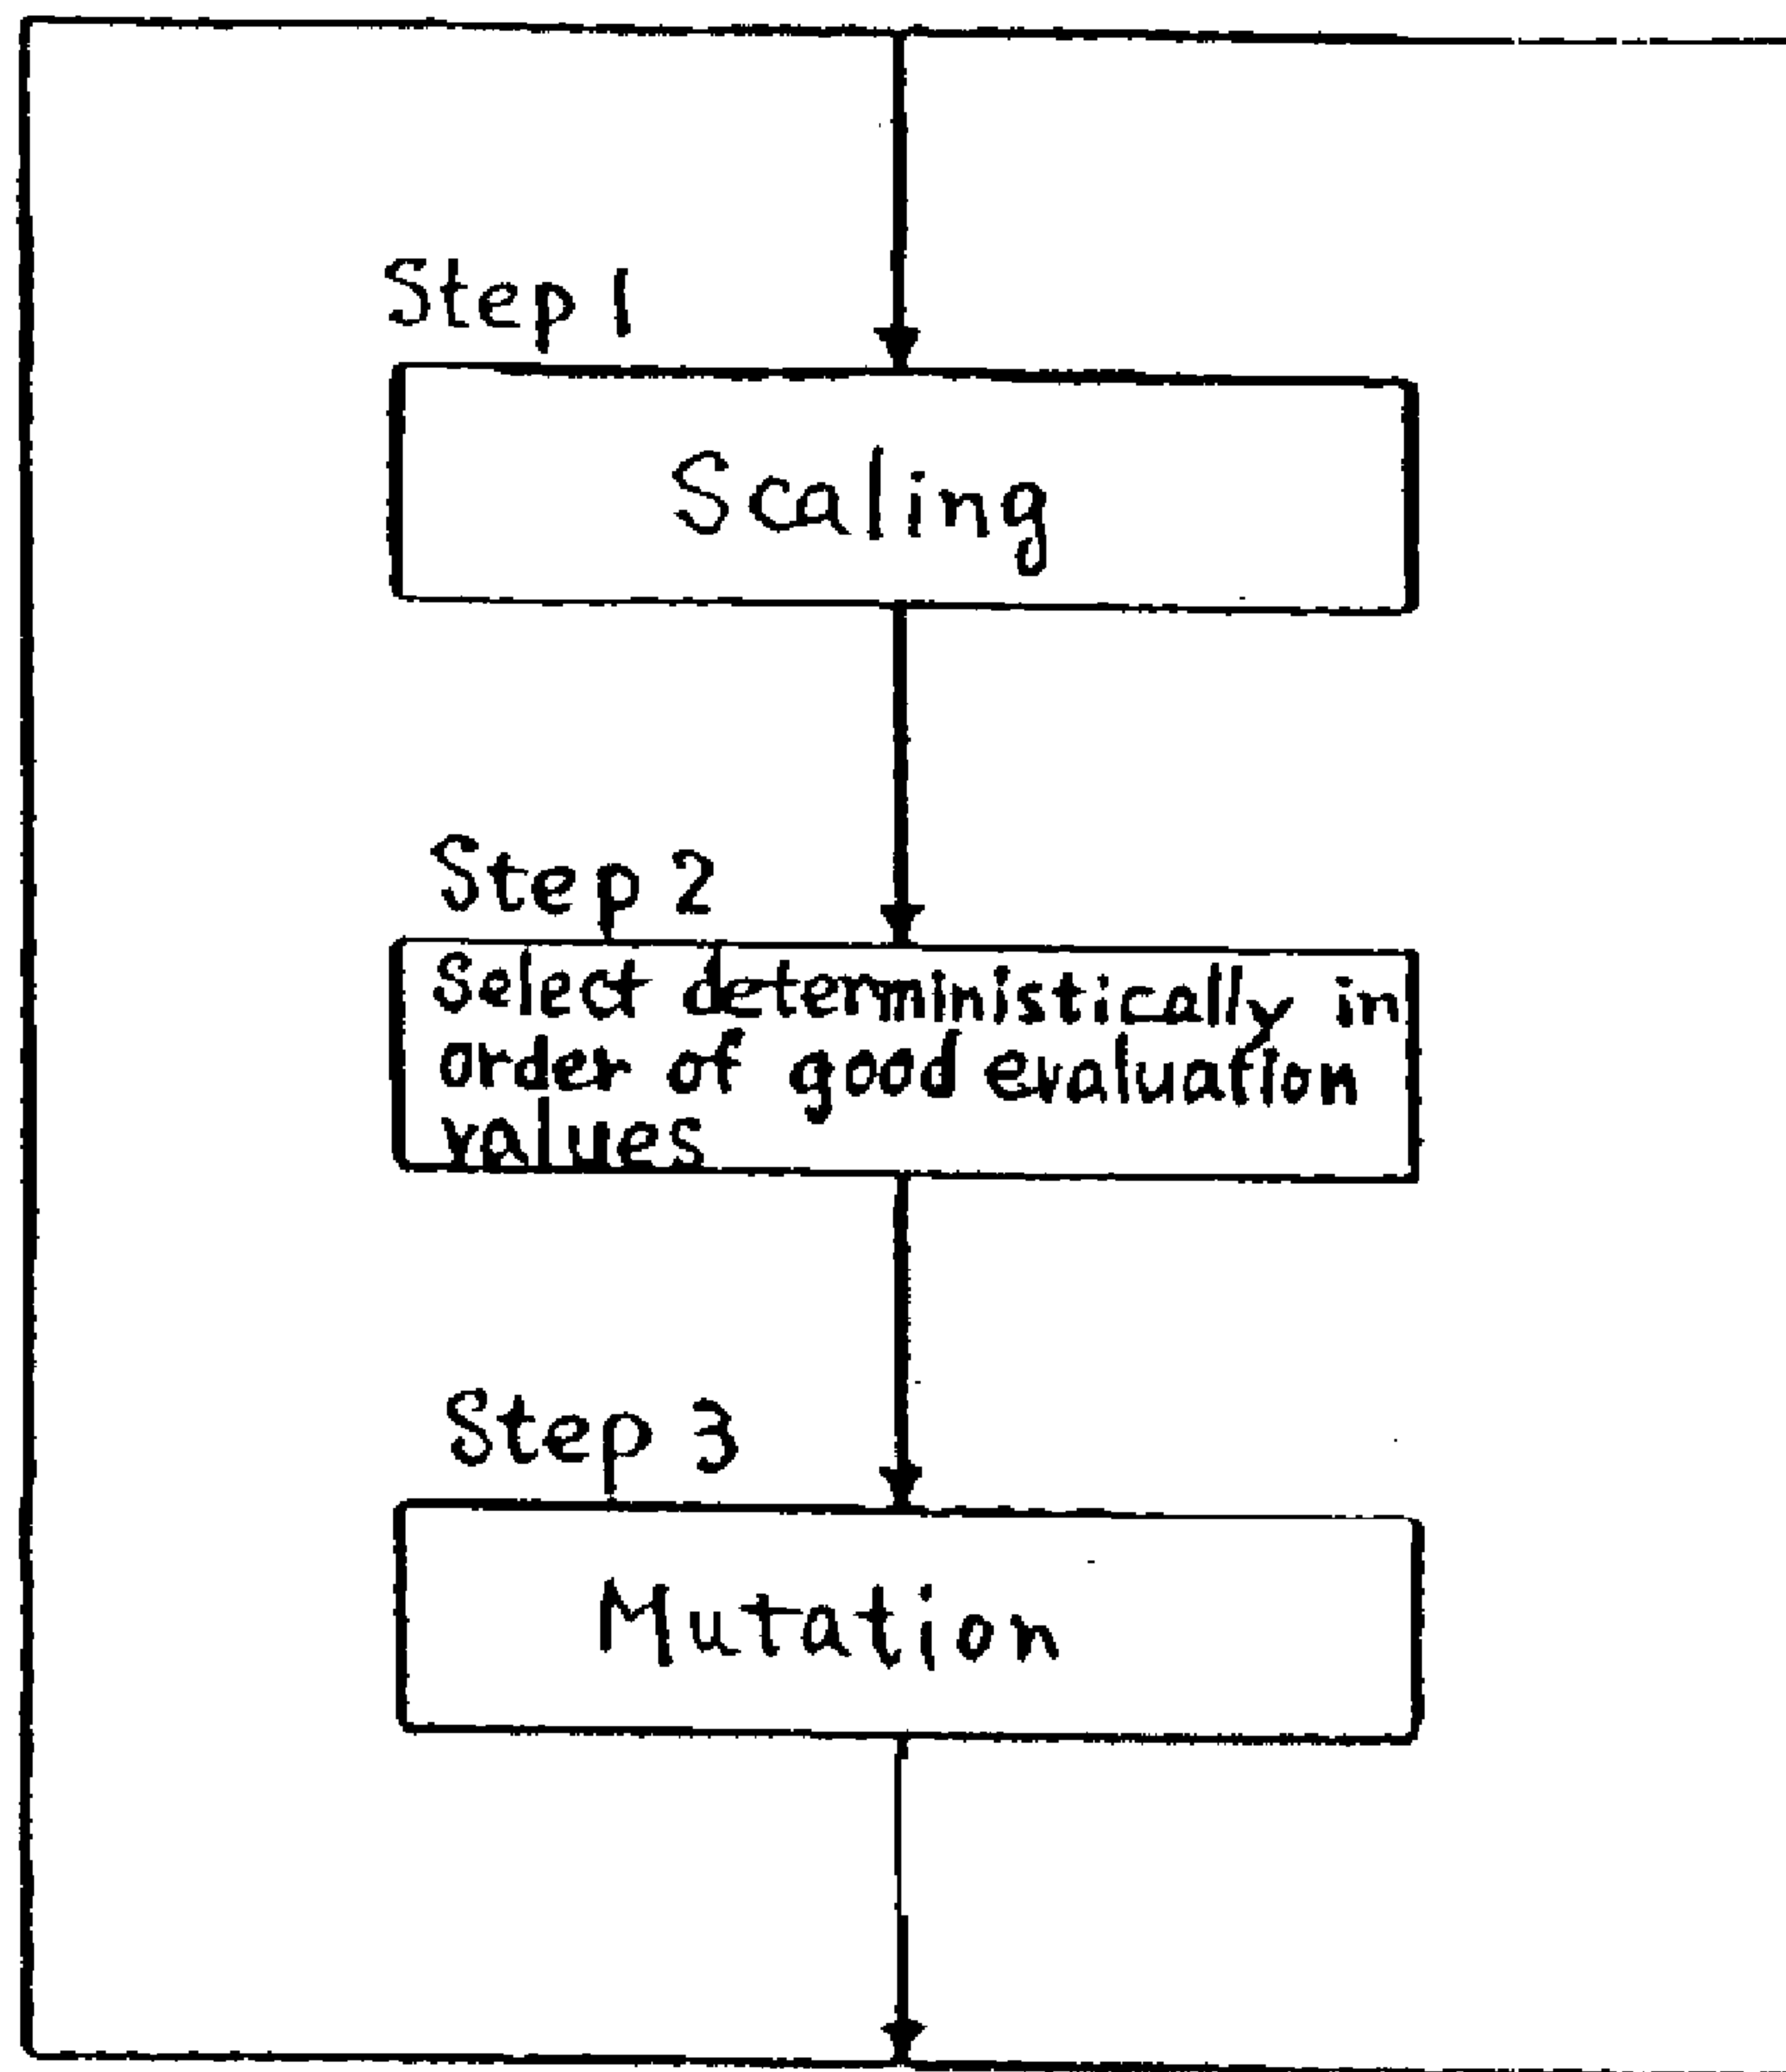 Step 1
Scaling
Step 2
Select deterministically in
order of good evaluation
values
Step 3
Mutation